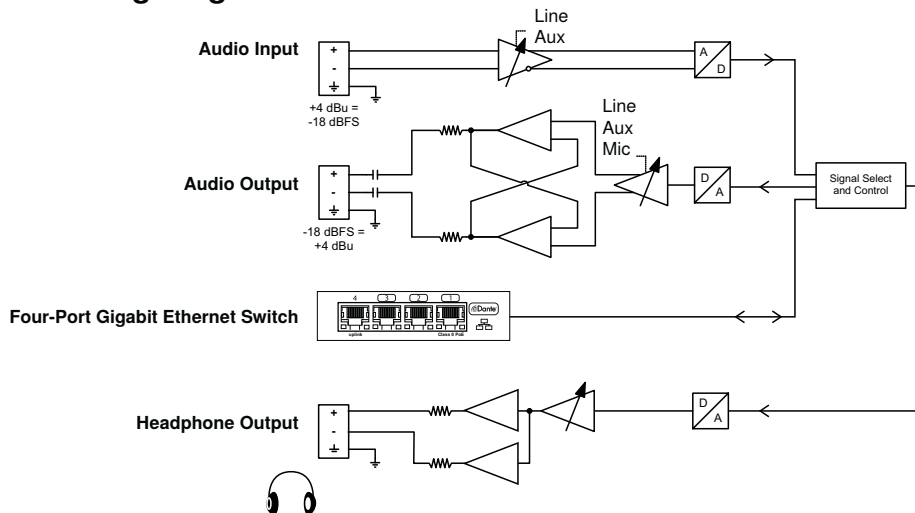 Audio Input
+
-
+4 dBu =
-18 dBFS
Line
Aux
A
D
Audio Output
+
-
-18 dBFS =
+4 dBu
Line
Aux
Mic
D
A
Signal Select
and Control
Four-Port Gigabit Ethernet Switch
4
3
2
1
Dante
uplink
Class 0 PoE
Headphone Output
+
-
D
A